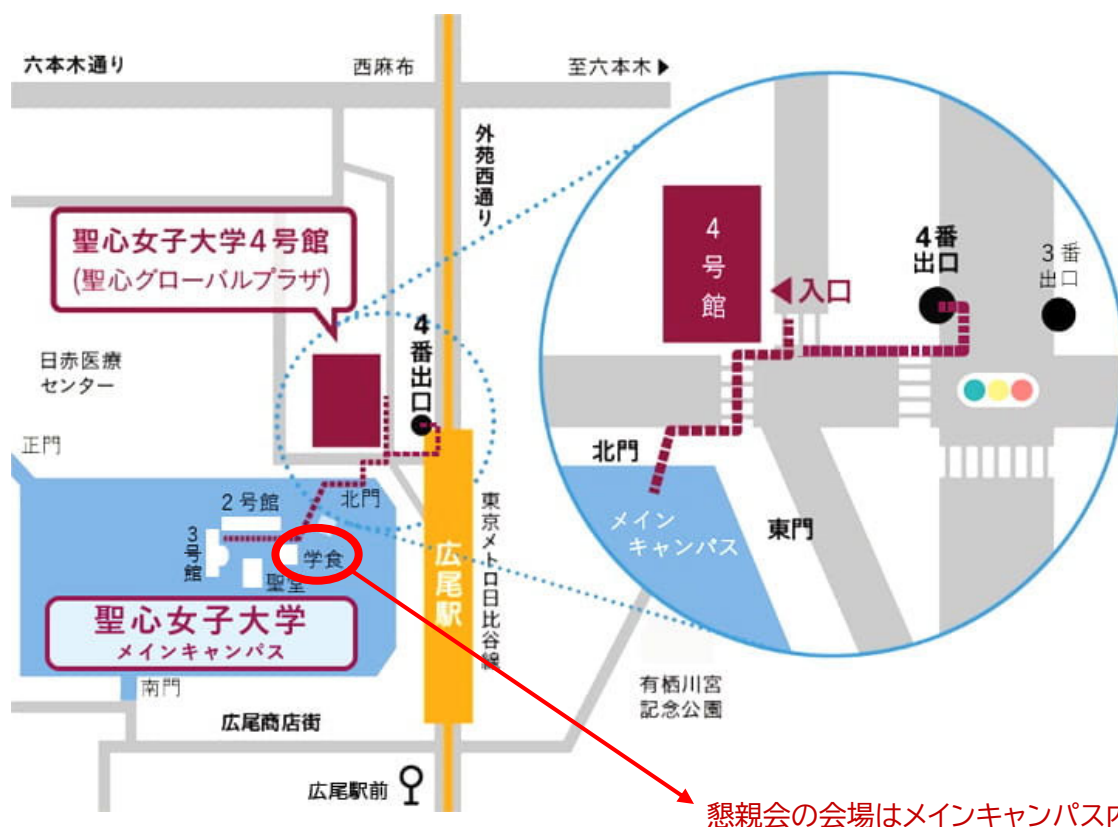 六本木通り
西麻布
至六本木▶
外苑西通り
聖心女子大学4号館
(聖心グローバルプラザ)
4番出口
日赤医療
センター
正門
2号館
北門
3号館
学食
聖堂
聖心女子大学
メインキャンパス
南門
広尾商店街
広尾駅
東京メトロ日比谷線
有栖川宮
記念公園
広尾駅前
4号館
◀入口
4番
出口
3番
出口
北門
メイン
キャンパス
東門
懇親会の会場はメインキャンパス内